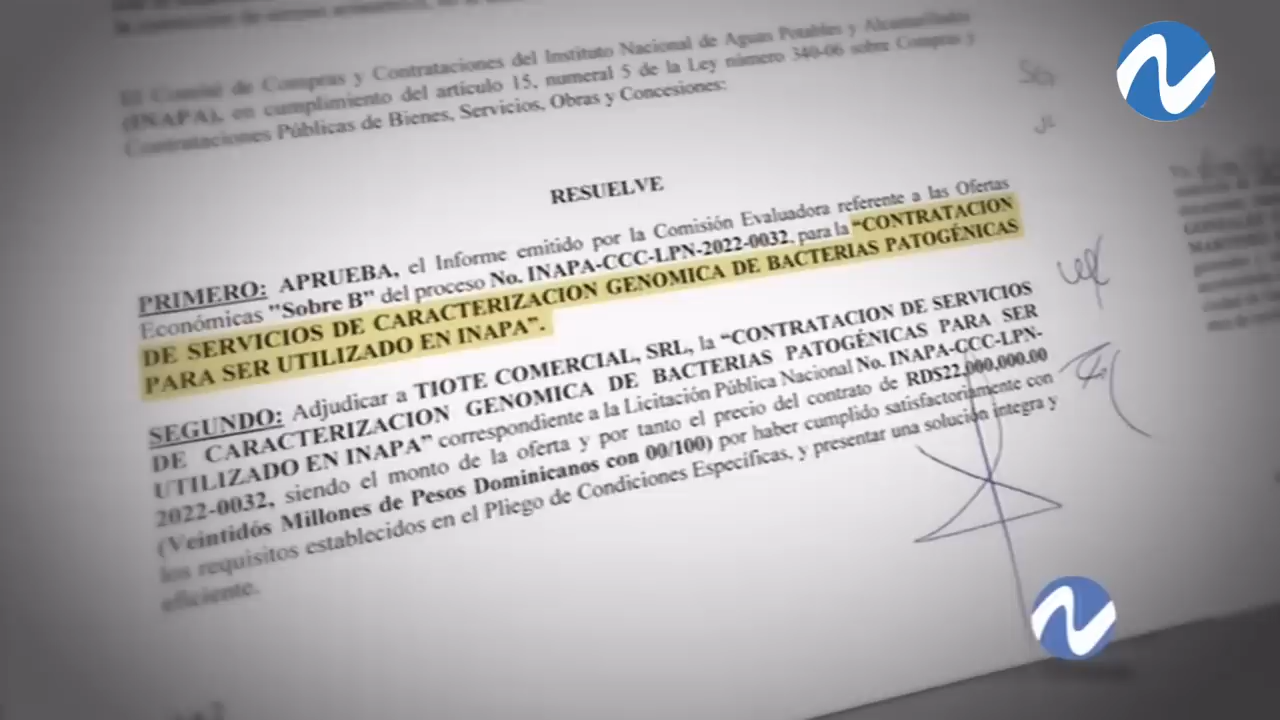 El Comité de Compras y Contrataciones del Instituto Nacional de Aguas Potables y Alcantarillados
(INAPA), en cumplimiento del artículo 15, numeral 5 de la Ley número 340-06 sobre Compras y
Contrataciones Públicas de Bienes, Servicios, Obras y Concesiones:
RESUELVE
PRIMERO: APRUEBA, el Informe emitido por la Comisión Evaluadora referente a las Ofertas
Económicas "Sobre B" del proceso No. INAPA-CCC-LPN-2022-0032, para la "CONTRATACION
DE SERVICIOS DE CARACTERIZACION GENOMICA DE BACTERIAS PATOGÉNICAS
PARA SER UTILIZADO EN INAPA".
SEGUNDO: Adjudicar a TIOTE COMERCIAL, SRL, la "CONTRATACION DE SERVICIOS
DE CARACTERIZACION GENOMICA DE BACTERIAS PATOGÉNICAS PARA SER
UTILIZADO EN INAPA" correspondiente a la Licitación Pública Nacional No. INAPA-CCC-LPN-
2022-0032, siendo el monto de la oferta y por tanto el precio del contrato de RD$22,000,000.00
(Veintidós Millones de Pesos Dominicanos con 00/100) por haber cumplido satisfactoriamente con
los requisitos establecidos en el Pliego de Condiciones Específicas, y presentar una solución integra y
eficiente.